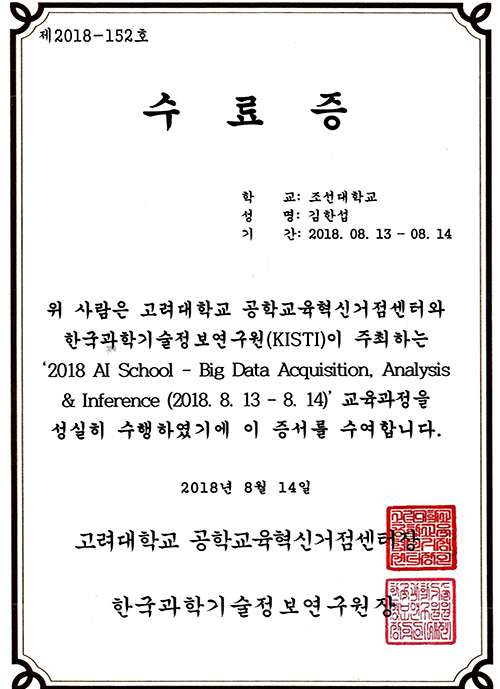 제2018-152호
수 료 증
학 교: 조선대학교
성 명: 김한섭
기 간: 2018. 08. 13 - 08. 14
위 사람은 고려대학교 공학교육혁신거점센터와
한국과학기술정보연구원(KISTI)이 주최하는
‘2018 AI School - Big Data Acquisition, Analysis
& Inference (2018. 8. 13 - 8. 14)’ 교육과정을
성실히 수행하였기에 이 증서를 수여합니다.
2018년 8월 14일
고려대학교 공학교육혁신거점센터장
한국과학기술정보연구원장